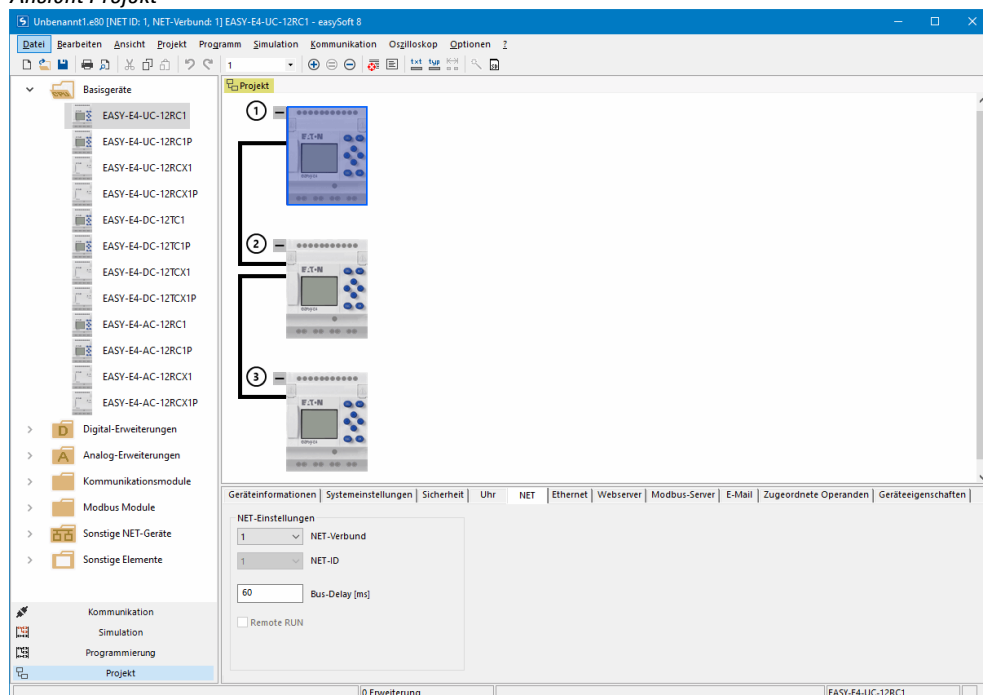 Ansicht Projekt
Unbenannt1.e80 [NET ID: 1, NET-Verbund: 1] EASY-E4-UC-12RC1 - easySoft 8
Datei Bearbeiten Ansicht Projekt Programm Simulation Kommunikation Oszilloskop Optionen ?
1
Projekt
Basisgeräte
EASY-E4-UC-12RC1
EASY-E4-UC-12RC1P
EASY-E4-UC-12RCX1
EASY-E4-UC-12RCX1P
EASY-E4-DC-12TC1
EASY-E4-DC-12TC1P
EASY-E4-DC-12TCX1
EASY-E4-DC-12TCX1P
EASY-E4-AC-12RC1
EASY-E4-AC-12RC1P
EASY-E4-AC-12RCX1
EASY-E4-AC-12RCX1P
D Digital-Erweiterungen
A Analog-Erweiterungen
Kommunikationsmodule
Modbus Module
Sonstige NET-Geräte
Sonstige Elemente
Kommunikation
Simulation
Programmierung
Projekt
1
E·T·N
2
E·T·N
3
E·T·N
Geräteinformationen Systemeinstellungen Sicherheit Uhr NET Ethernet Webserver Modbus-Server E-Mail Zugeordnete Operanden Geräteeigenschaften
NET-Einstellungen
1 NET-Verbund
1 NET-ID
60 Bus-Delay [ms]
Remote RUN
0 Erweiterung
EASY-E4-UC-12RC1